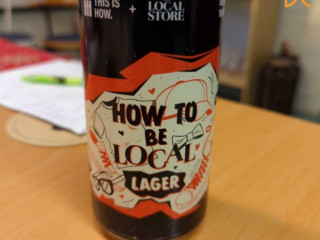 THIS IS
HOW.
+
LOCAL
STORE
HOW TO
BE
LOCAL
LAGER